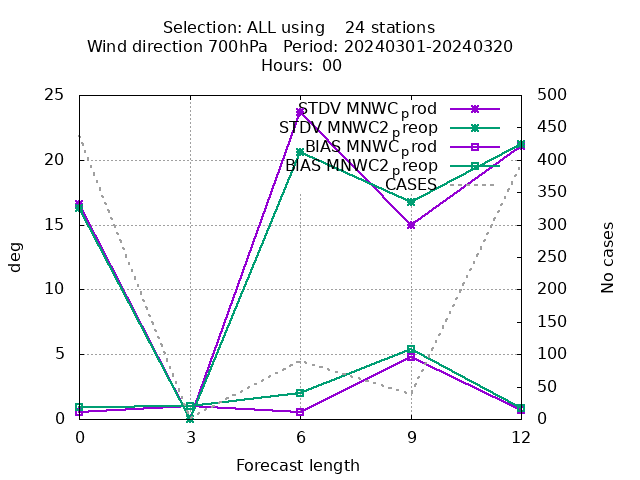 Selection: ALL using 24 stations
Wind direction 700hPa Period: 20240301-20240320
Hours: 00
25 500
STDV MNWC_prod
STDV MNWC2_preop
450
BIAS MNWC_prod
20 400
BIAS MNWC2_preop
CASES
350
15 300
deg
No cases
250
10 200
150
5 100
50
0 0
0 3 6 9 12
Forecast length